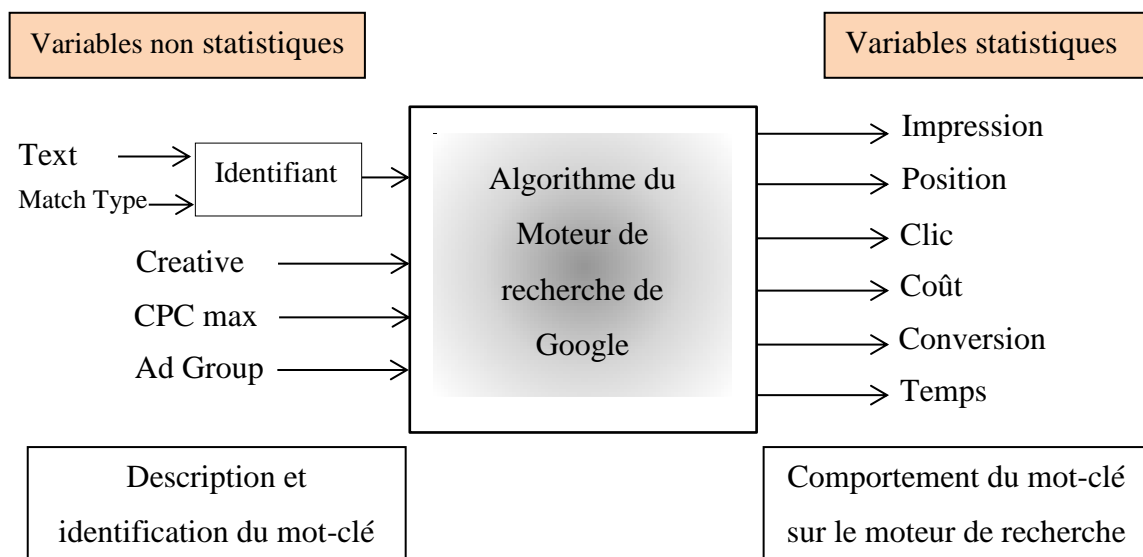 Variables non statistiques
Variables statistiques
Text
Match Type
Identifiant
Creative
CPC max
Ad Group
Algorithme du
Moteur de
recherche de
Google
Impression
Position
Clic
Coût
Conversion
Temps
Description et
identification du mot-clé
Comportement du mot-clé
sur le moteur de recherche